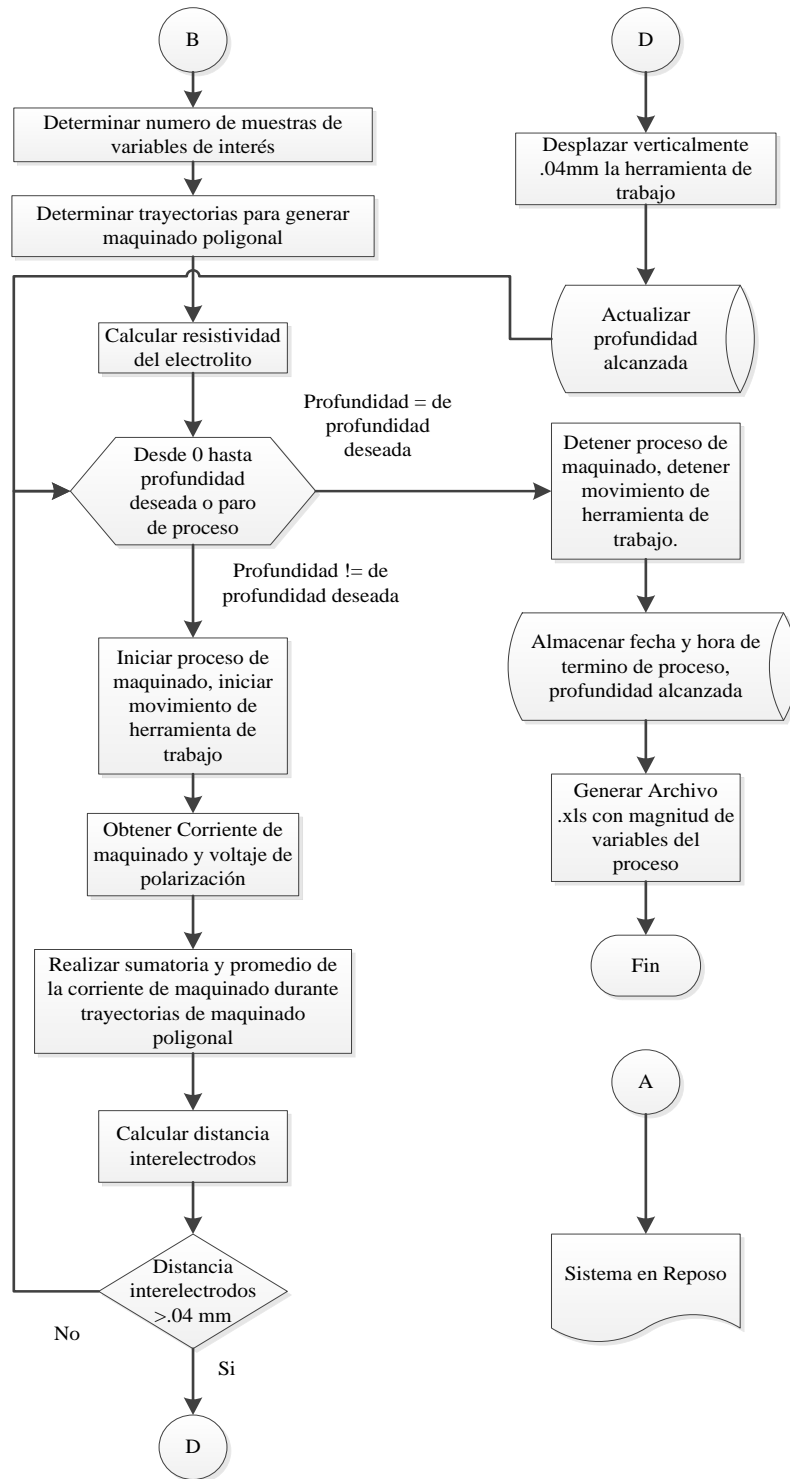 B
Determinar numero de muestras de
variables de interés
Determinar trayectorias para generar
maquinado poligonal
Calcular resistividad
del electrolito
Desde 0 hasta
profundidad
deseada o paro
de proceso
Profundidad = de
profundidad
deseada
Profundidad != de
profundidad deseada
Iniciar proceso de
maquinado, iniciar
movimiento de
herramienta de
trabajo
Obtener Corriente de
maquinado y voltaje de
polarización
Realizar sumatoria y promedio de
la corriente de maquinado durante
trayectorias de maquinado
poligonal
Calcular distancia
interelectrodos
Distancia
interelectrodos
>.04 mm
No
Si
D
D
Desplazar verticalmente
.04mm la herramienta de
trabajo
Actualizar
profundidad
alcanzada
Detener proceso de
maquinado, detener
movimiento de
herramienta de
trabajo.
Almacenar fecha y hora de
termino de proceso,
profundidad alcanzada
Generar Archivo
.xls con magnitud de
variables del
proceso
Fin
A
Sistema en Reposo